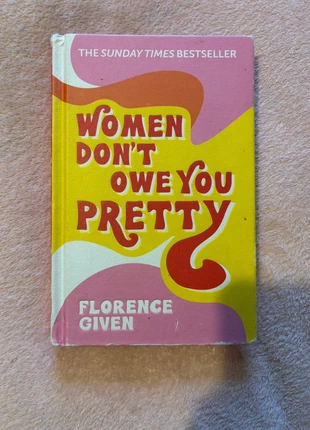 THE SUNDAY TIMES BESTSELLER
WOMEN
DON'T
OWE YOU
PRETTY
FLORENCE
GIVEN